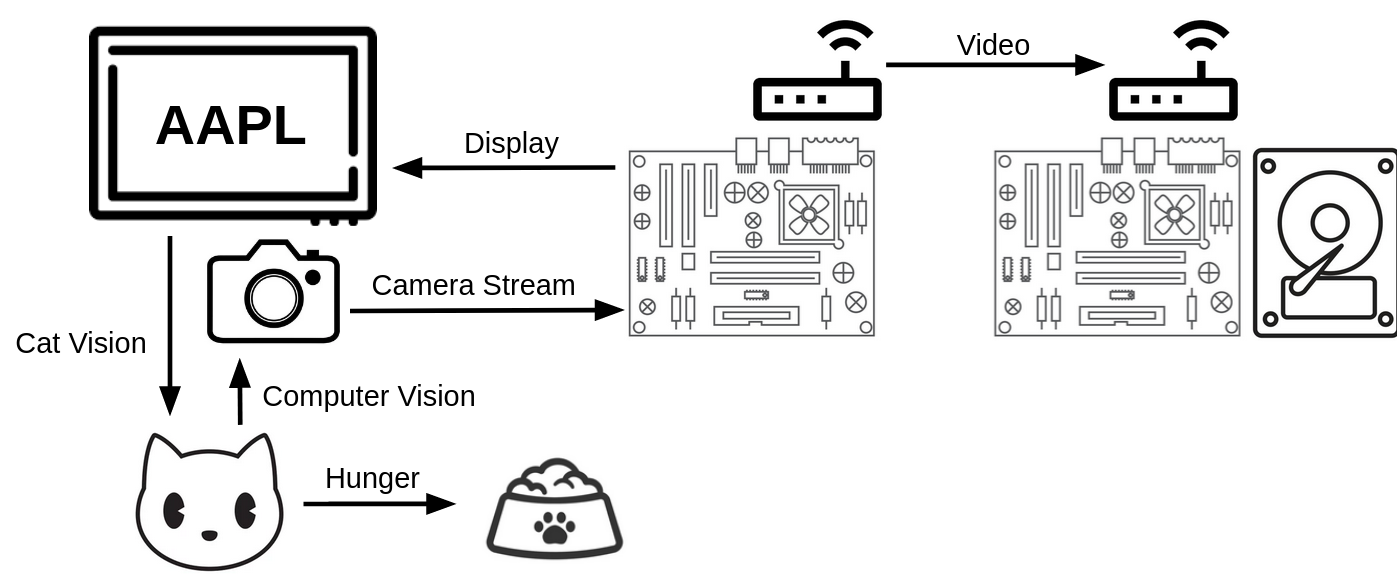 Video
AAPL
Display
Camera Stream
Cat Vision
Computer Vision
Hunger